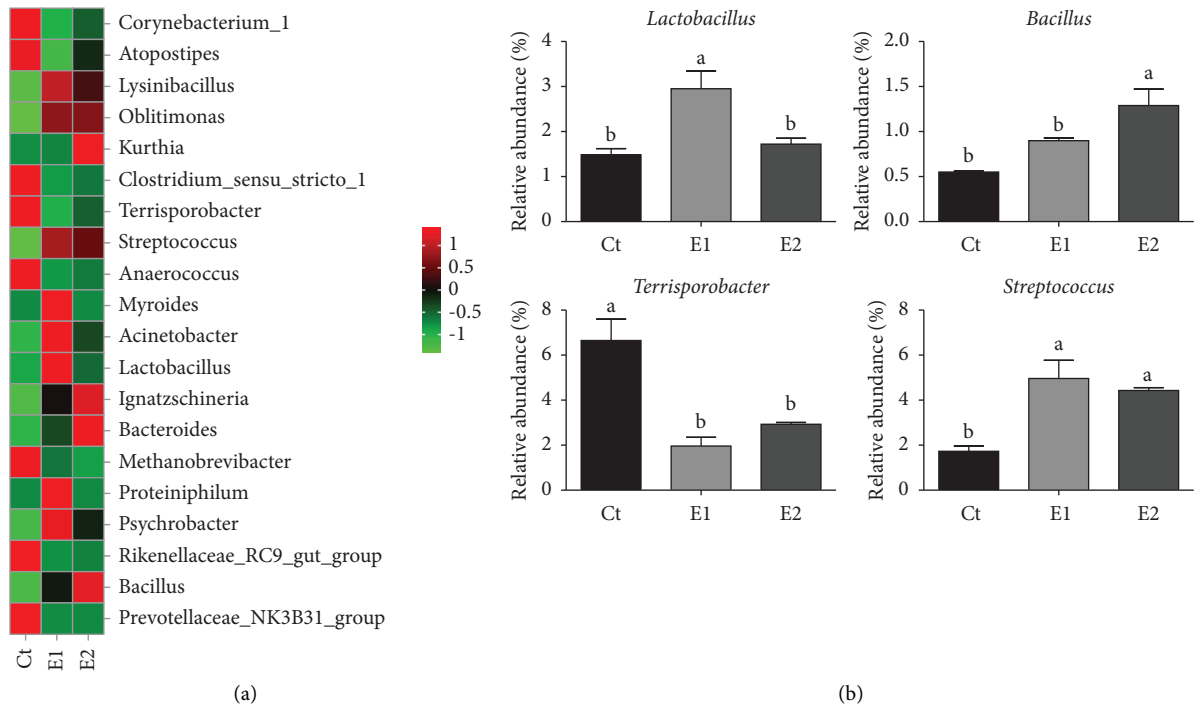 Corynebacterium_1
Atopostipes
Lysinibacillus
Oblitimonas
Kurthia
Clostridium_sensu_stricto_1
Terrisporobacter
Streptococcus
Anaerococcus
Myroides
Acinetobacter
Lactobacillus
Ignatzschineria
Bacteroides
Methanobrevibacter
Proteiniphilum
Psychrobacter
Rikenellaceae_RC9_gut_group
Bacillus
Prevotellaceae_NK3B31_group
Ct
E1
E2
1
0.5
0
-0.5
-1
(a)
Lactobacillus
Relative abundance (%)
4
3
2
1
0
b
a
b
Ct E1 E2
Bacillus
Relative abundance (%)
2.0
1.5
1.0
0.5
0.0
b
b
a
Ct E1 E2
Terrisporobacter
Relative abundance (%)
8
6
4
2
0
a
b
b
Ct E1 E2
Streptococcus
Relative abundance (%)
8
6
4
2
0
b
a
a
Ct E1 E2
(b)